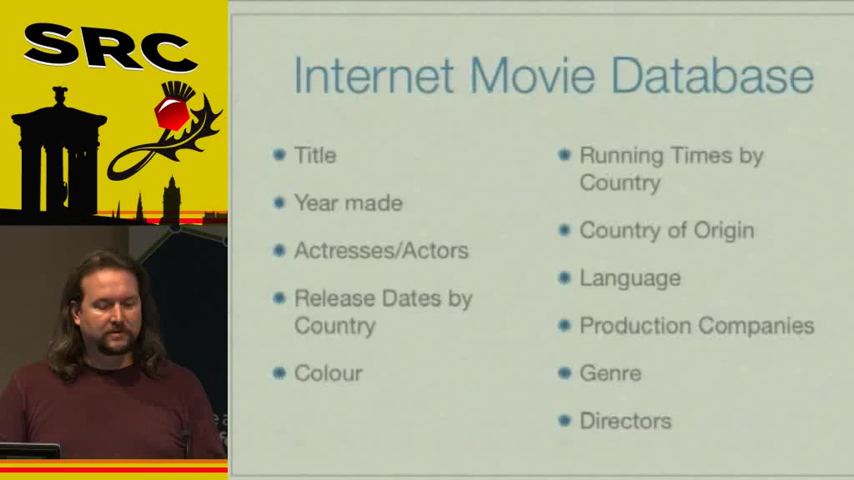 SRC
Internet Movie Database
Title
Year made
Actresses/Actors
Release Dates by
Country
Colour
Running Times by
Country
Country of Origin
Language
Production Companies
Genre
Directors